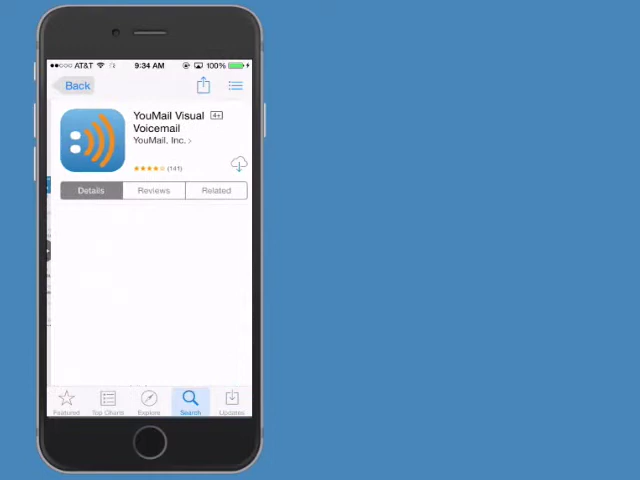 AT&T 9:34 AM 100%
Back
YouMail Visual 4+
Voicemail
YouMail, Inc. >
(141)
Details Reviews Related
Featured Top Charts Explore Search Updates